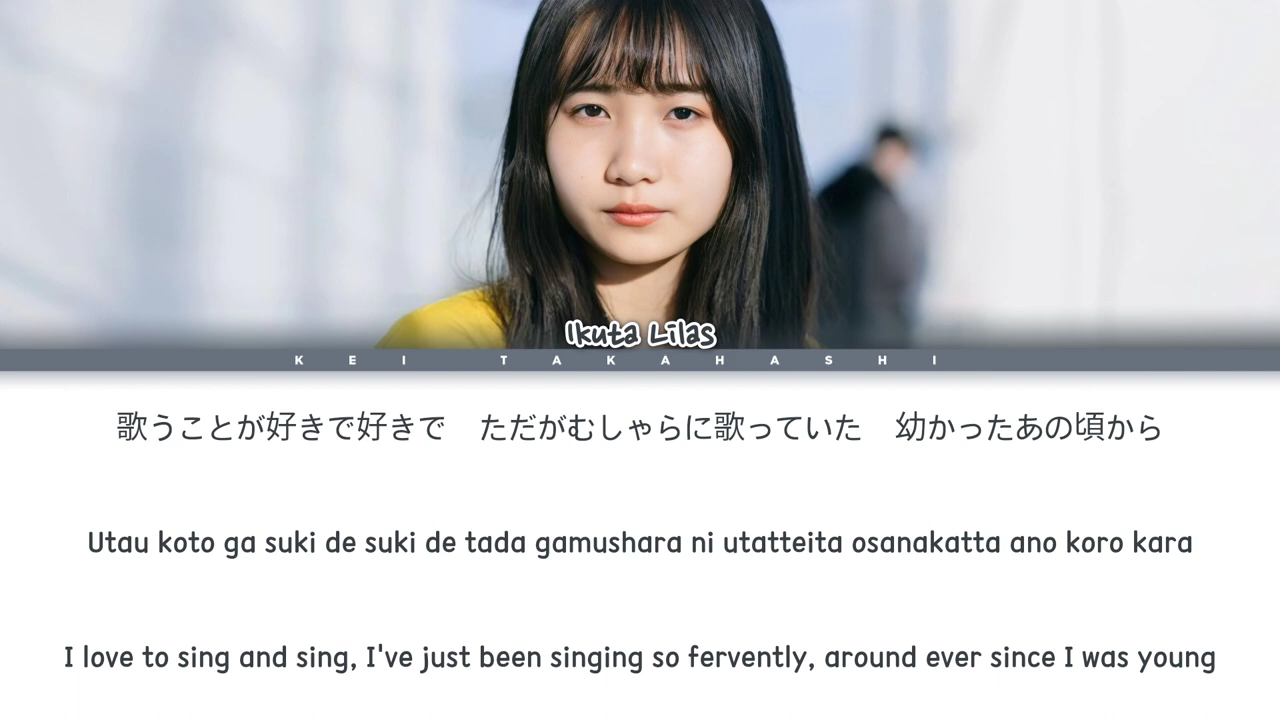 Ikuta Lilas
KEI TAKAHASHI
歌うことが好きで好きで　ただがむしゃらに歌っていた　幼かったあの頃から
Utau koto ga suki de suki de tada gamushara ni utatteita osanakatta ano koro kara
I love to sing and sing, I've just been singing so fervently, around ever since I was young